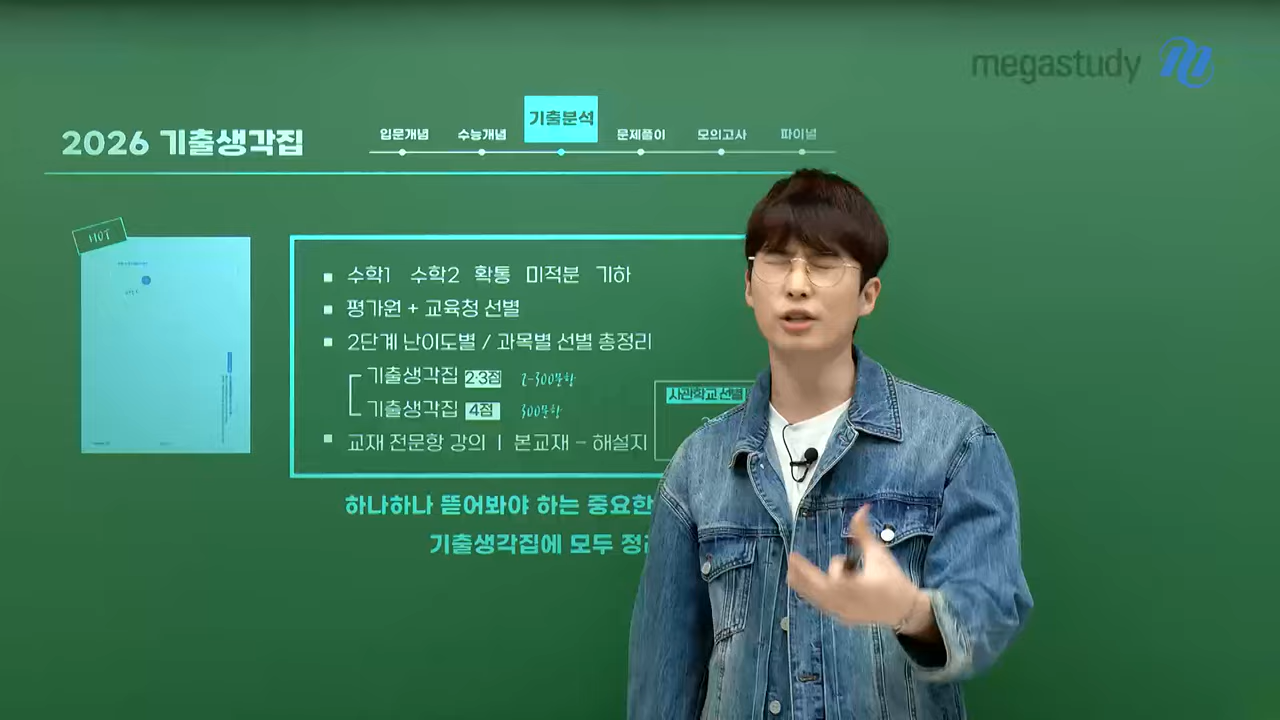 megastudy
2026 기출생각집
입문개념 수능개념 기출분석 문제풀이 모의고사 파이널
HOT
수학1 수학2 확통 미적분 기하
평가원 + 교육청 선별
2단계 난이도별 / 과목별 선별 총정리
기출생각집 2·3점 2-300문항
기출생각집 4점 300문항
사관학교 선별
교재 전문항 강의 | 본교재 - 해설지
하나하나 뜯어봐야 하는 중요한
기출생각집에 모두 정리